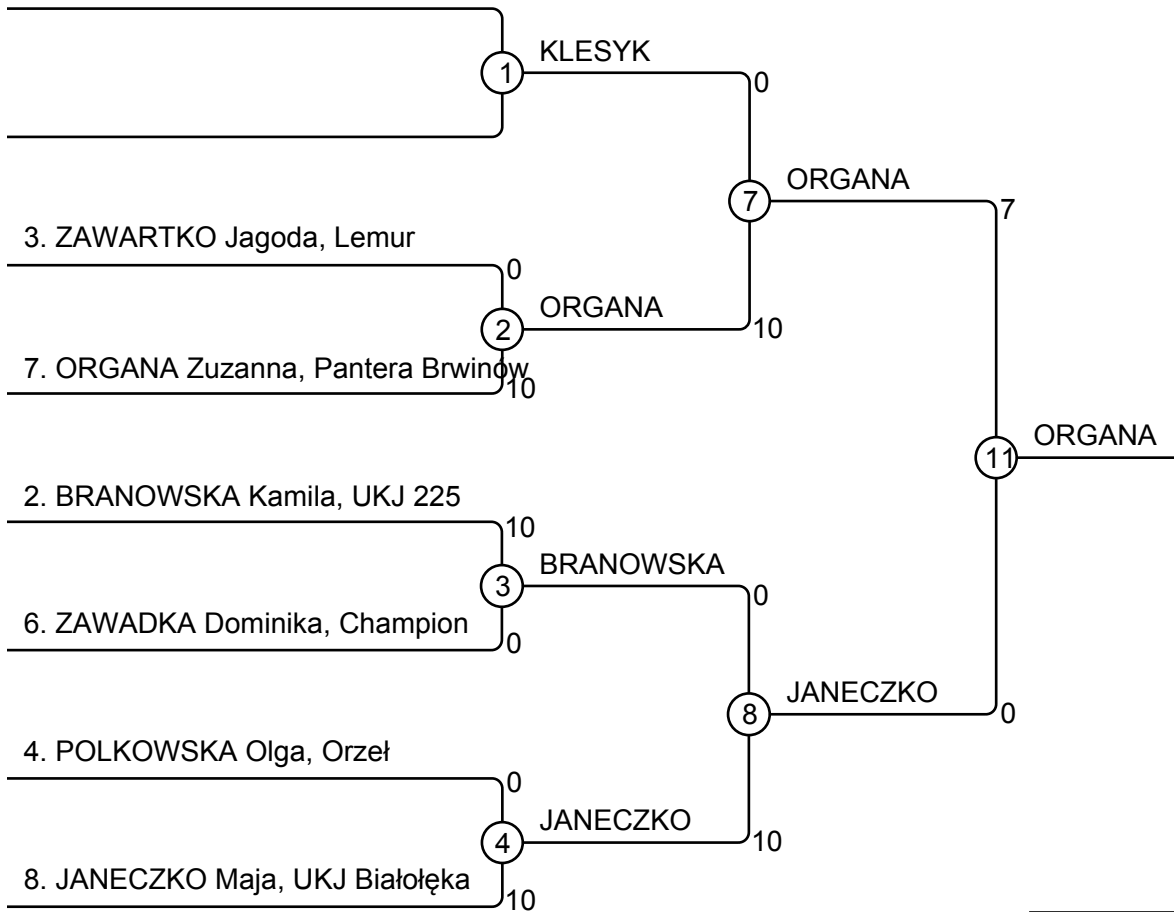 KLESYK
1
0
ORGANA
7
7
3. ZAWARTKO Jagoda, Lemur
0
ORGANA
2
10
7. ORGANA Zuzanna, Pantera Brwinów
10
ORGANA
11
2. BRANOWSKA Kamila, UKJ 225
10
BRANOWSKA
3
0
6. ZAWADKA Dominika, Champion
0
JANECZKO
8
0
4. POLKOWSKA Olga, Orzeł
0
JANECZKO
4
10
8. JANECZKO Maja, UKJ Białołęka
10